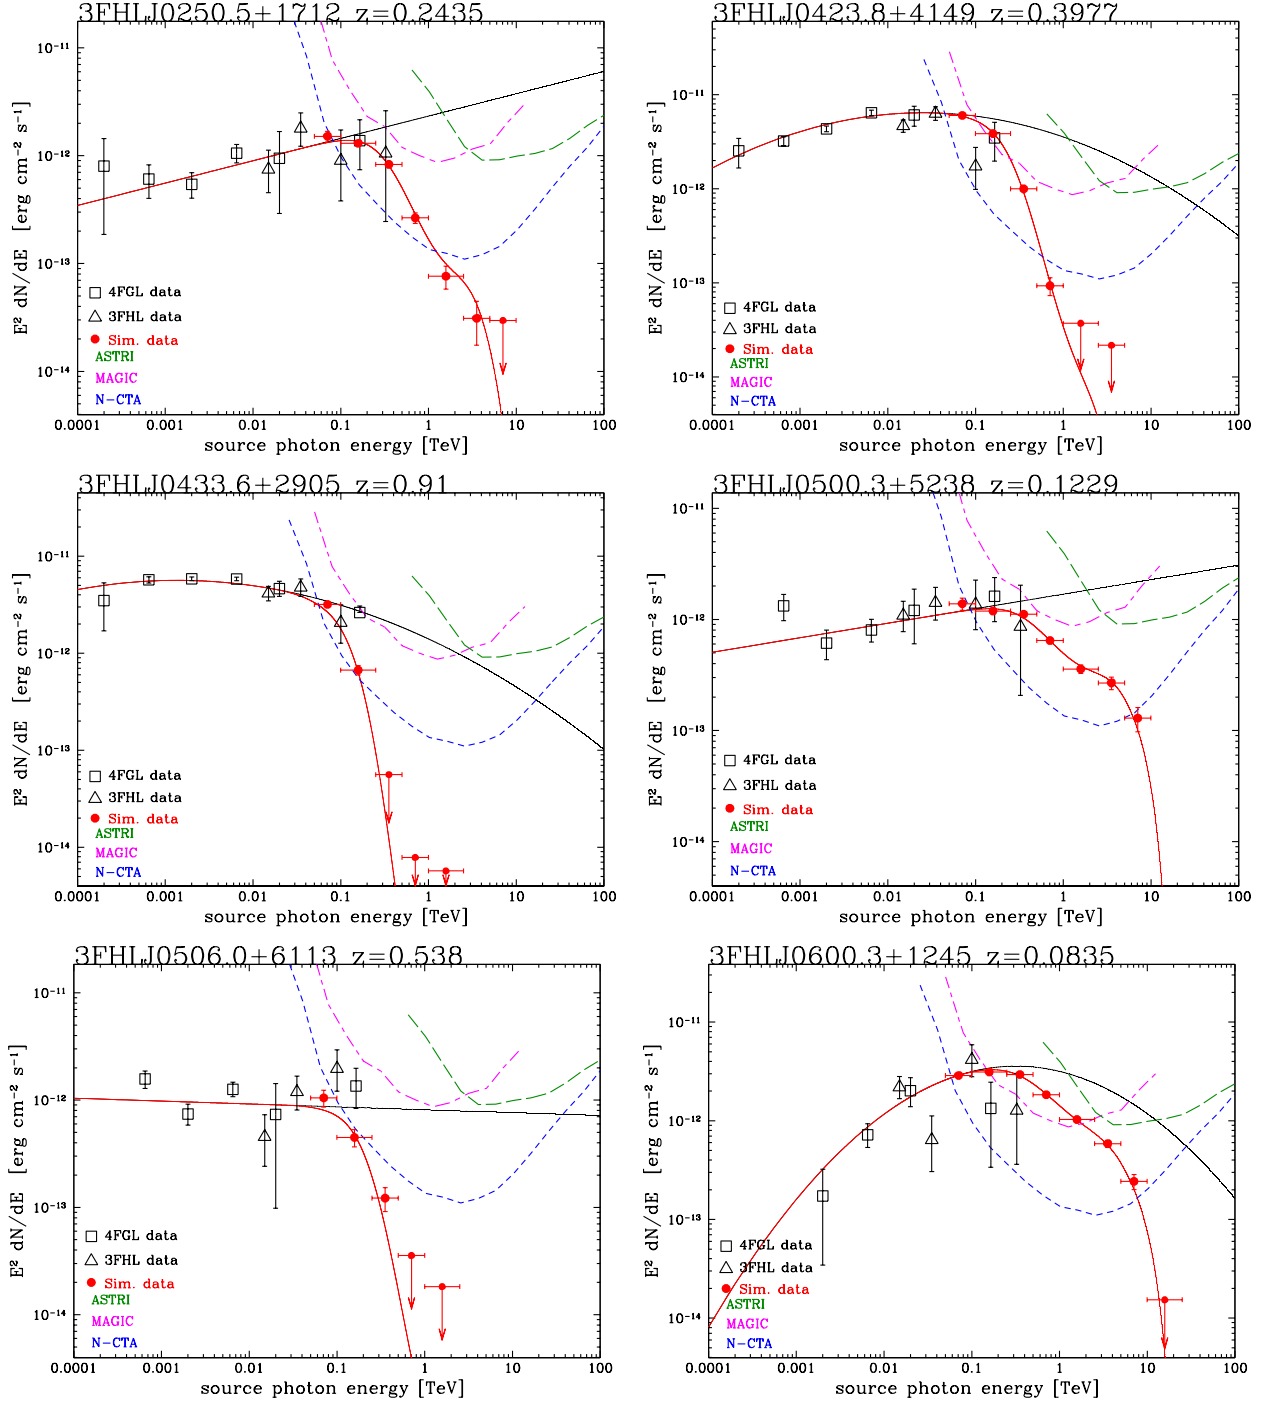 3FHLJ0250.5+1712 z=0.2435
E² dN/dE [erg cm⁻² s⁻¹]
10⁻¹¹
10⁻¹²
10⁻¹³
10⁻¹⁴
4FGL data
3FHL data
Sim. data
ASTRI
MAGIC
N-CTA
0.0001 0.001 0.01 0.1 1 10 100
source photon energy [TeV]
3FHLJ0423.8+4149 z=0.3977
E² dN/dE [erg cm⁻² s⁻¹]
10⁻¹¹
10⁻¹²
10⁻¹³
10⁻¹⁴
4FGL data
3FHL data
Sim. data
ASTRI
MAGIC
N-CTA
0.0001 0.001 0.01 0.1 1 10 100
source photon energy [TeV]
3FHLJ0433.6+2905 z=0.91
E² dN/dE [erg cm⁻² s⁻¹]
10⁻¹¹
10⁻¹²
10⁻¹³
10⁻¹⁴
4FGL data
3FHL data
Sim. data
ASTRI
MAGIC
N-CTA
0.0001 0.001 0.01 0.1 1 10 100
source photon energy [TeV]
3FHLJ0500.3+5238 z=0.1229
E² dN/dE [erg cm⁻² s⁻¹]
10⁻¹¹
10⁻¹²
10⁻¹³
10⁻¹⁴
4FGL data
3FHL data
Sim. data
ASTRI
MAGIC
N-CTA
0.0001 0.001 0.01 0.1 1 10 100
source photon energy [TeV]
3FHLJ0506.0+6113 z=0.538
E² dN/dE [erg cm⁻² s⁻¹]
10⁻¹¹
10⁻¹²
10⁻¹³
10⁻¹⁴
4FGL data
3FHL data
Sim. data
ASTRI
MAGIC
N-CTA
0.0001 0.001 0.01 0.1 1 10 100
source photon energy [TeV]
3FHLJ0600.3+1245 z=0.0835
E² dN/dE [erg cm⁻² s⁻¹]
10⁻¹¹
10⁻¹²
10⁻¹³
10⁻¹⁴
4FGL data
3FHL data
Sim. data
ASTRI
MAGIC
N-CTA
0.0001 0.001 0.01 0.1 1 10 100
source photon energy [TeV]